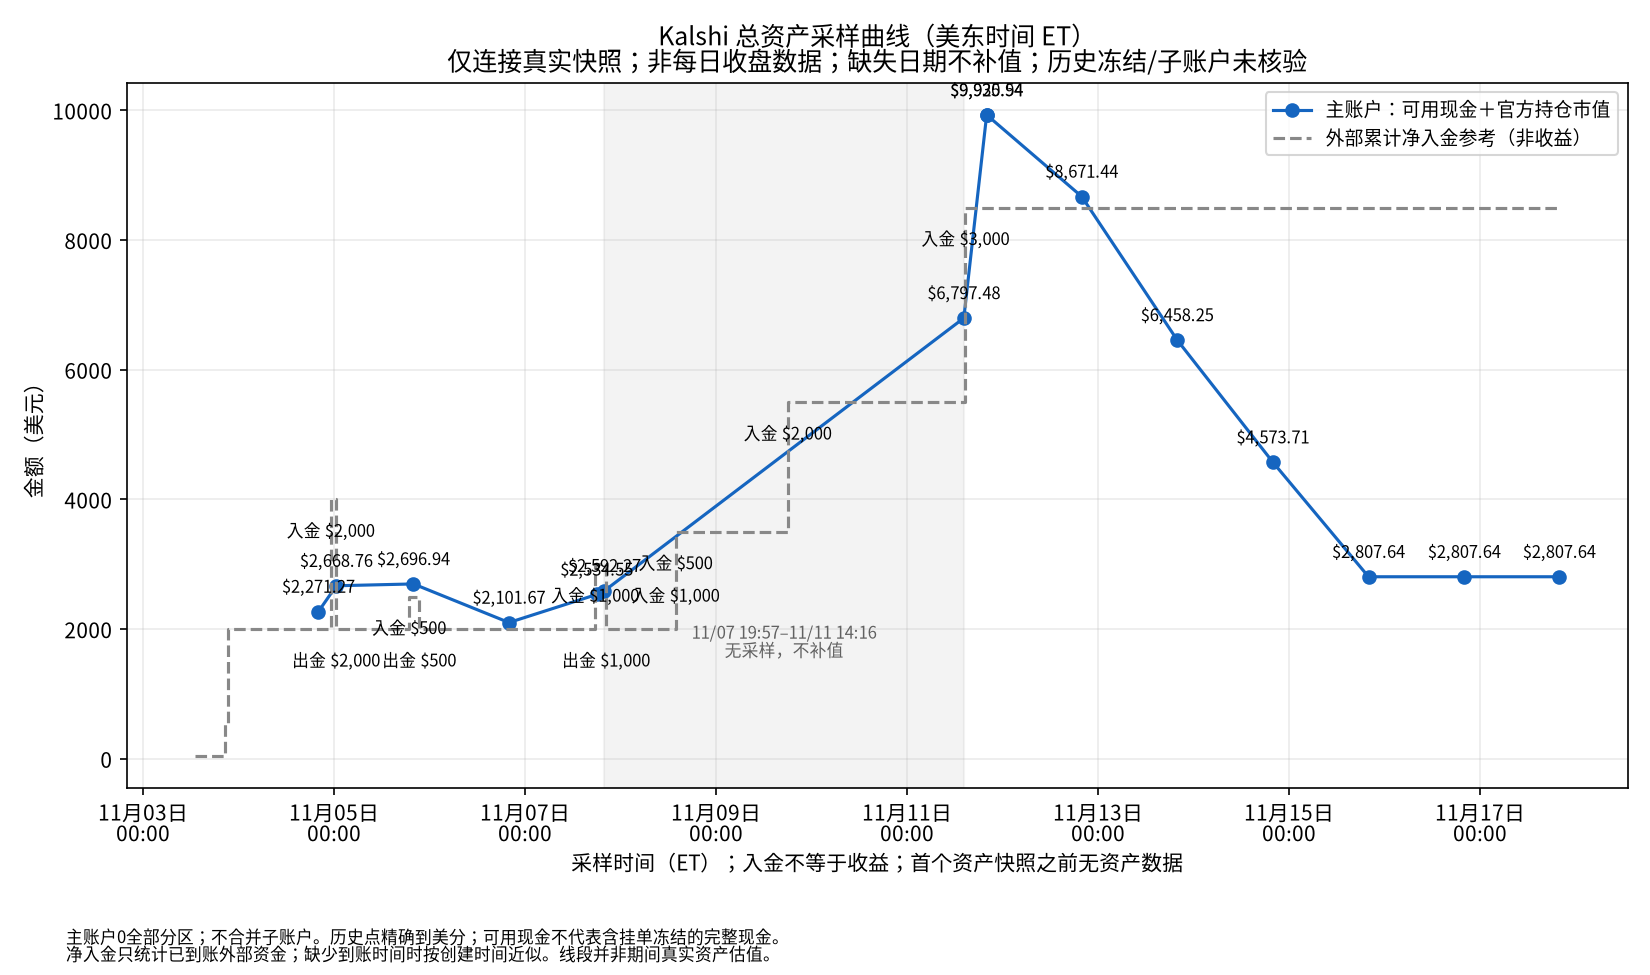 Kalshi 总资产采样曲线（美东时间 ET）
仅连接真实快照；非每日收盘数据；缺失日期不补值；历史冻结/子账户未核验
主账户：可用现金＋官方持仓市值
外部累计净入金参考（非收益）
金额（美元）
10000
8000
6000
4000
2000
0
$8,671.44
入金 $3,000
$6,797.48
$6,458.25
入金 $2,000
$4,573.71
入金 $2,000
$2,668.76
$2,696.94
$2,271.27
$2,101.67
入金 $500
入金 $1,000
入金 $1,000
入金 $500
出金 $2,000
出金 $500
出金 $1,000
11/07 19:57–11/11 14:16
无采样，不补值
$2,807.64
$2,807.64
$2,807.64
11月03日
00:00
11月05日
00:00
11月07日
00:00
11月09日
00:00
11月11日
00:00
11月13日
00:00
11月15日
00:00
11月17日
00:00
采样时间（ET）；入金不等于收益；首个资产快照之前无资产数据
主账户0全部分区；不合并子账户。历史点精确到美分；可用现金不代表含挂单冻结的完整现金。
净入金只统计已到账外部资金；缺少到账时间时按创建时间近似。线段并非期间真实资产估值。